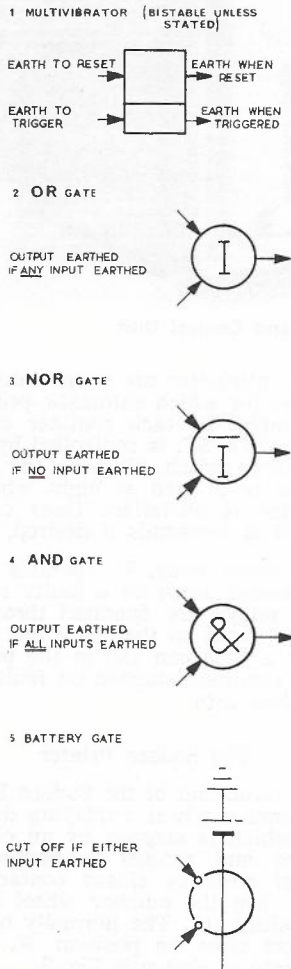 1 MULTIVIBRATOR (BISTABLE UNLESS
STATED)
EARTH TO RESET
EARTH WHEN
RESET
EARTH TO
TRIGGER
EARTH WHEN
TRIGGERED
2 OR GATE
OUTPUT EARTHED
IF ANY INPUT EARTHED
I
3 NOR GATE
OUTPUT EARTHED
IF NO INPUT EARTHED
I
4 AND GATE
OUTPUT EARTHED
IF ALL INPUTS EARTHED
&
5 BATTERY GATE
CUT OFF IF EITHER
INPUT EARTHED